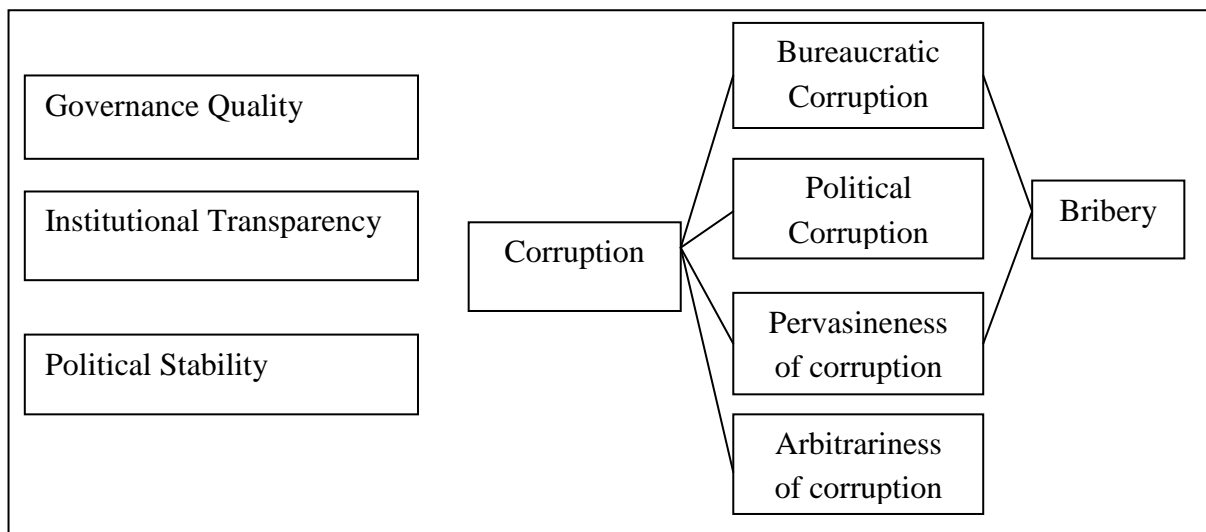 Governance Quality
Institutional Transparency
Political Stability
Corruption
Bureaucratic
Corruption
Political
Corruption
Pervasineness
of corruption
Arbitrariness
of corruption
Bribery